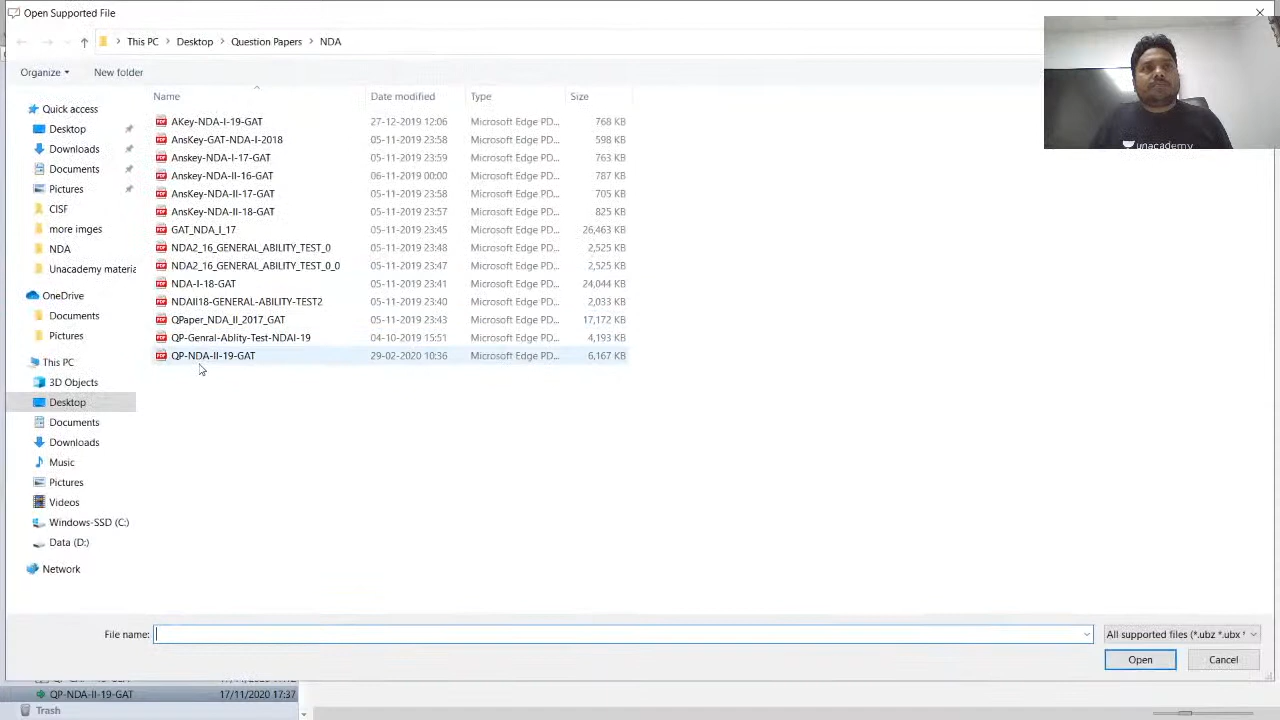 Open Supported File
This PC > Desktop > Question Papers > NDA
Organize New folder
Name Date modified Type Size
Quick access
Desktop
Downloads
Documents
Pictures
CISF
more imges
NDA
Unacademy materia
OneDrive
Documents
Pictures
This PC
3D Objects
Desktop
Documents
Downloads
Music
Pictures
Videos
Windows-SSD (C:)
Data (D:)
Network
AKey-NDA-I-19-GAT 27-12-2019 12:06 Microsoft Edge PD... 768 KB
AnsKey-GAT-NDA-I-2018 05-11-2019 23:58 Microsoft Edge PD... 598 KB
Anskey-NDA-I-17-GAT 05-11-2019 23:59 Microsoft Edge PD... 763 KB
Anskey-NDA-II-16-GAT 06-11-2019 00:00 Microsoft Edge PD... 787 KB
Anskey-NDA-II-17-GAT 05-11-2019 23:58 Microsoft Edge PD... 705 KB
AnsKey-NDA-II-18-GAT 05-11-2019 23:57 Microsoft Edge PD... 825 KB
GAT_NDA_I_17 05-11-2019 23:45 Microsoft Edge PD... 26,463 KB
NDA2_16_GENERAL_ABILITY_TEST_0 05-11-2019 23:48 Microsoft Edge PD... 2,525 KB
NDA2_16_GENERAL_ABILITY_TEST_0_0 05-11-2019 23:47 Microsoft Edge PD... 2,525 KB
NDA-I-18-GAT 05-11-2019 23:41 Microsoft Edge PD... 24,044 KB
NDAII18-GENERAL-ABILITY-TEST2 05-11-2019 23:40 Microsoft Edge PD... 2,033 KB
QPaper_NDA_II_2017_GAT 05-11-2019 23:43 Microsoft Edge PD... 17,172 KB
QP-Genral-Ablity-Test-NDAI-19 04-10-2019 15:51 Microsoft Edge PD... 4,193 KB
QP-NDA-II-19-GAT 29-02-2020 10:36 Microsoft Edge PD... 6,167 KB
unacademy
File name:
All supported files (*.ubz *.ubx *
Open Cancel
QP-NDA-II-19-GAT 17/11/2020 17:37
Trash